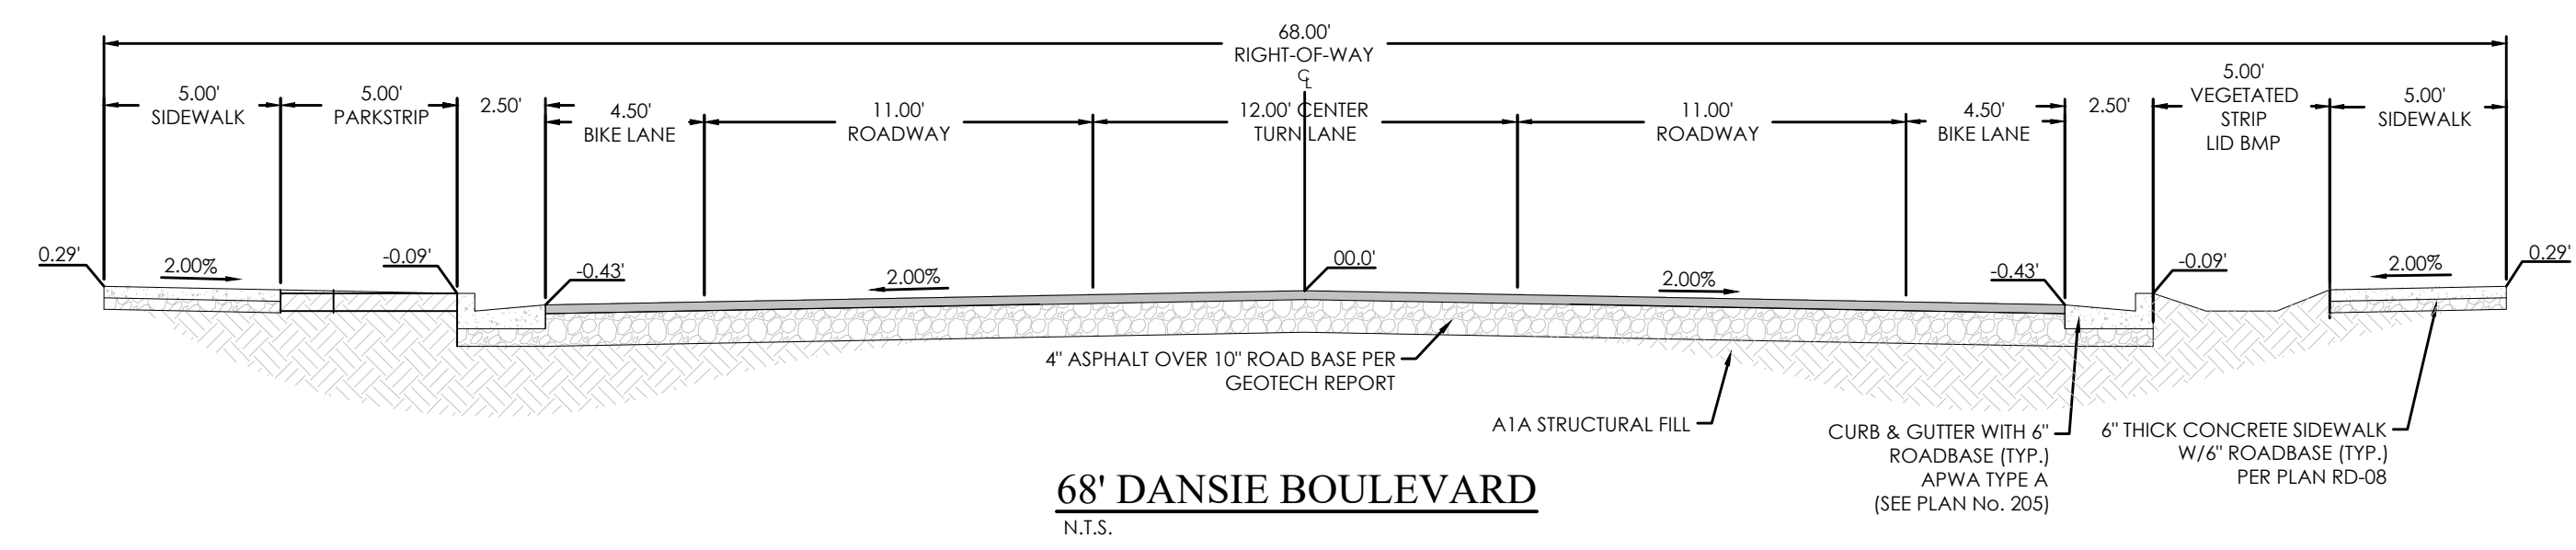 68.00'
RIGHT-OF-WAY
CL
5.00'
SIDEWALK
5.00'
PARKSTRIP
2.50'
4.50'
BIKE LANE
11.00'
ROADWAY
12.00' CENTER
TURN LANE
11.00'
ROADWAY
4.50'
BIKE LANE
2.50'
5.00'
VEGETATED
STRIP
LID BMP
5.00'
SIDEWALK
0.29'
2.00%
-0.09'
-0.43'
2.00%
00.0'
2.00%
-0.43'
-0.09'
2.00%
0.29'
4" ASPHALT OVER 10" ROAD BASE PER
GEOTECH REPORT
A1A STRUCTURAL FILL
CURB & GUTTER WITH 6"
ROADBASE (TYP.)
APWA TYPE A
(SEE PLAN No. 205)
6" THICK CONCRETE SIDEWALK
W/6" ROADBASE (TYP.)
PER PLAN RD-08
68' DANSIE BOULEVARD
N.T.S.